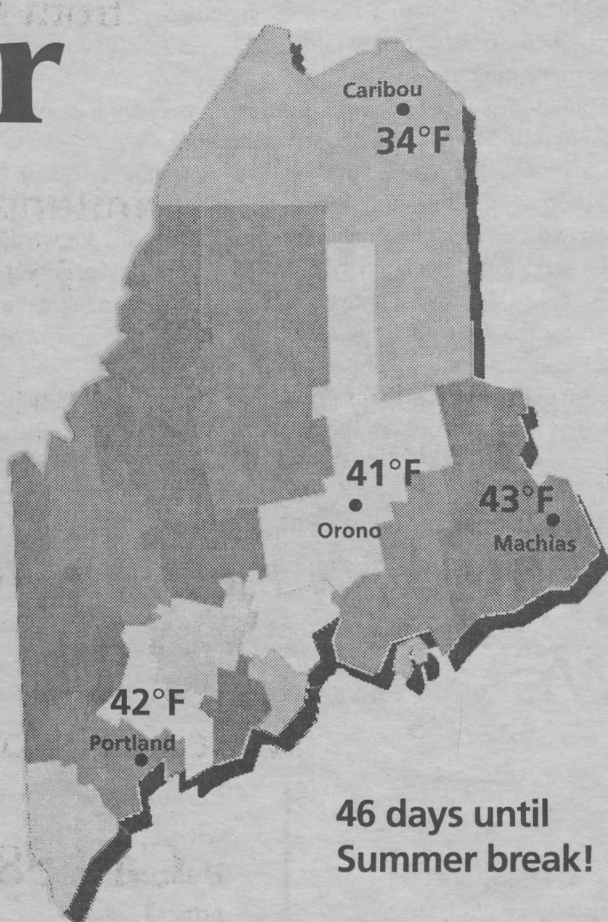 r
Caribou
34°F
41°F
Orono
43°F
Machias
42°F
Portland
46 days until
Summer break!